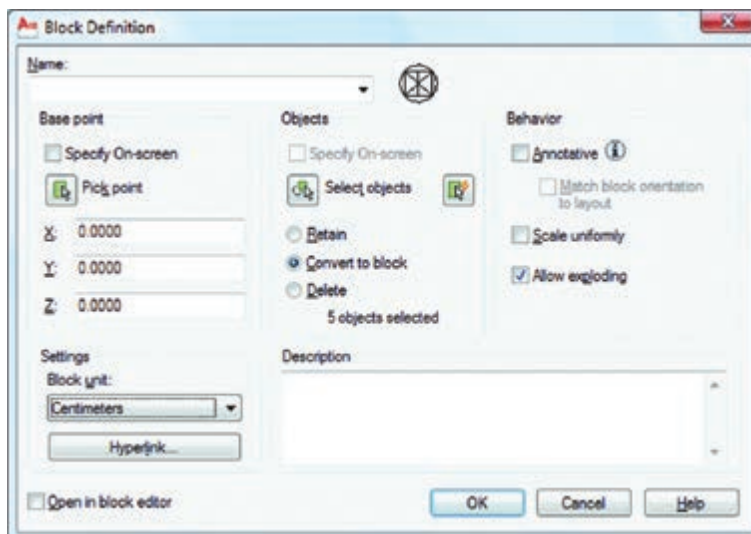 Block Definition
Name:
Base point
Specify On-screen
Pick point
X: 0.0000
Y: 0.0000
Z: 0.0000
Objects
Specify On-screen
Select objects
Retain
Convert to block
Delete
5 objects selected
Behavior
Annotative
Match block orientation
to layout
Scale uniformly
Allow exploding
Settings
Block unit:
Centimeters
Hyperlink...
Description
Open in block editor
OK Cancel Help